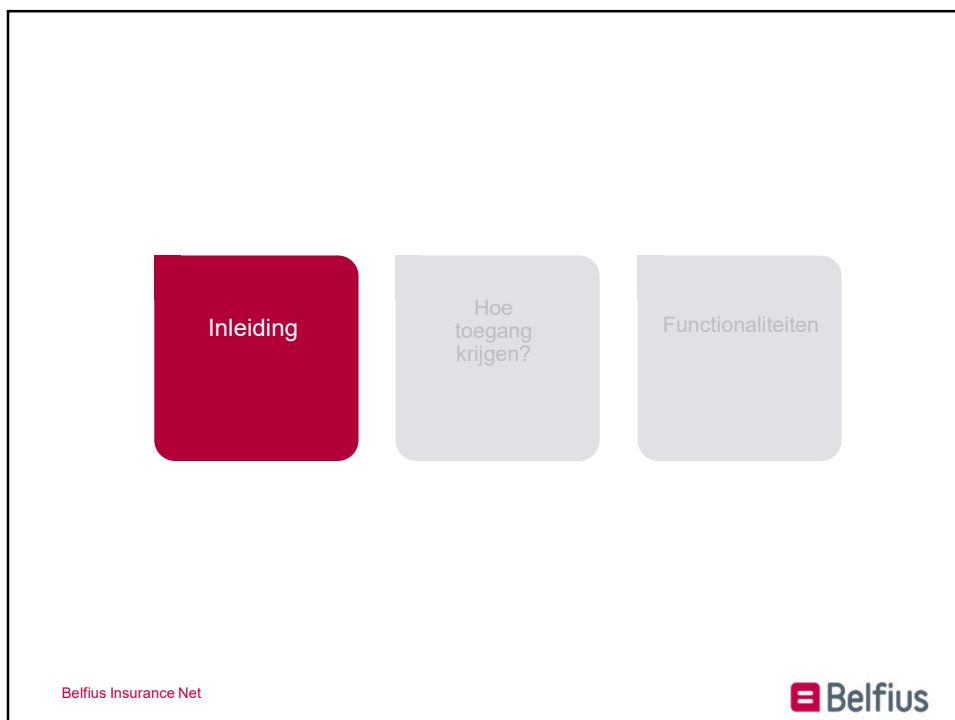 Inleiding
Hoe
toegang
krijgen?
Functionaliteiten
Belfius Insurance Net
Belfius